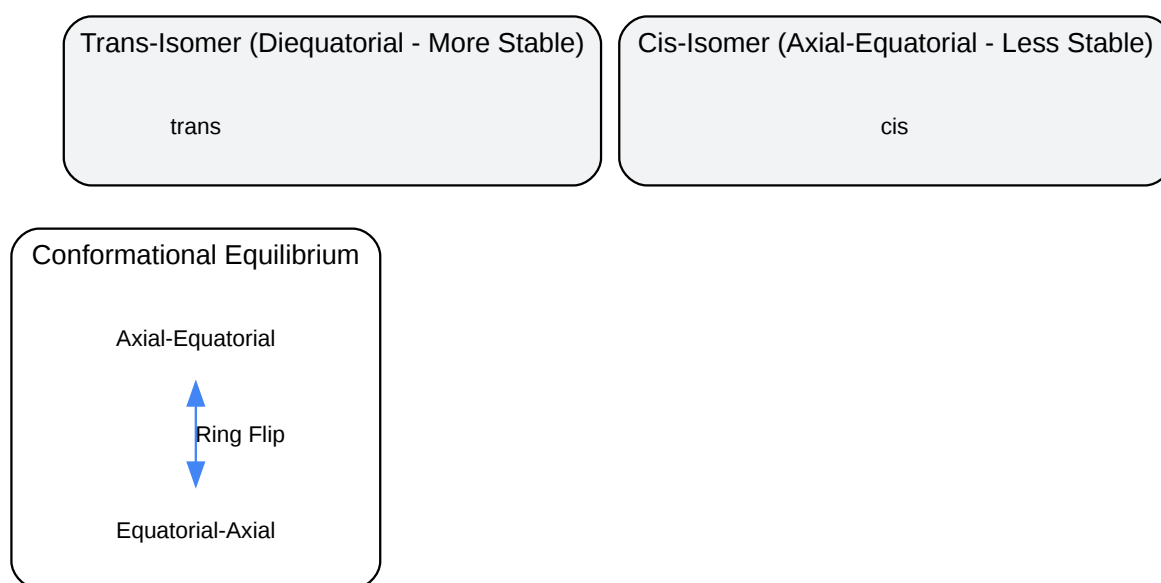 Trans-Isomer (Diequatorial - More Stable)
trans
Cis-Isomer (Axial-Equatorial - Less Stable)
cis
Conformational Equilibrium
Axial-Equatorial
Ring Flip
Equatorial-Axial